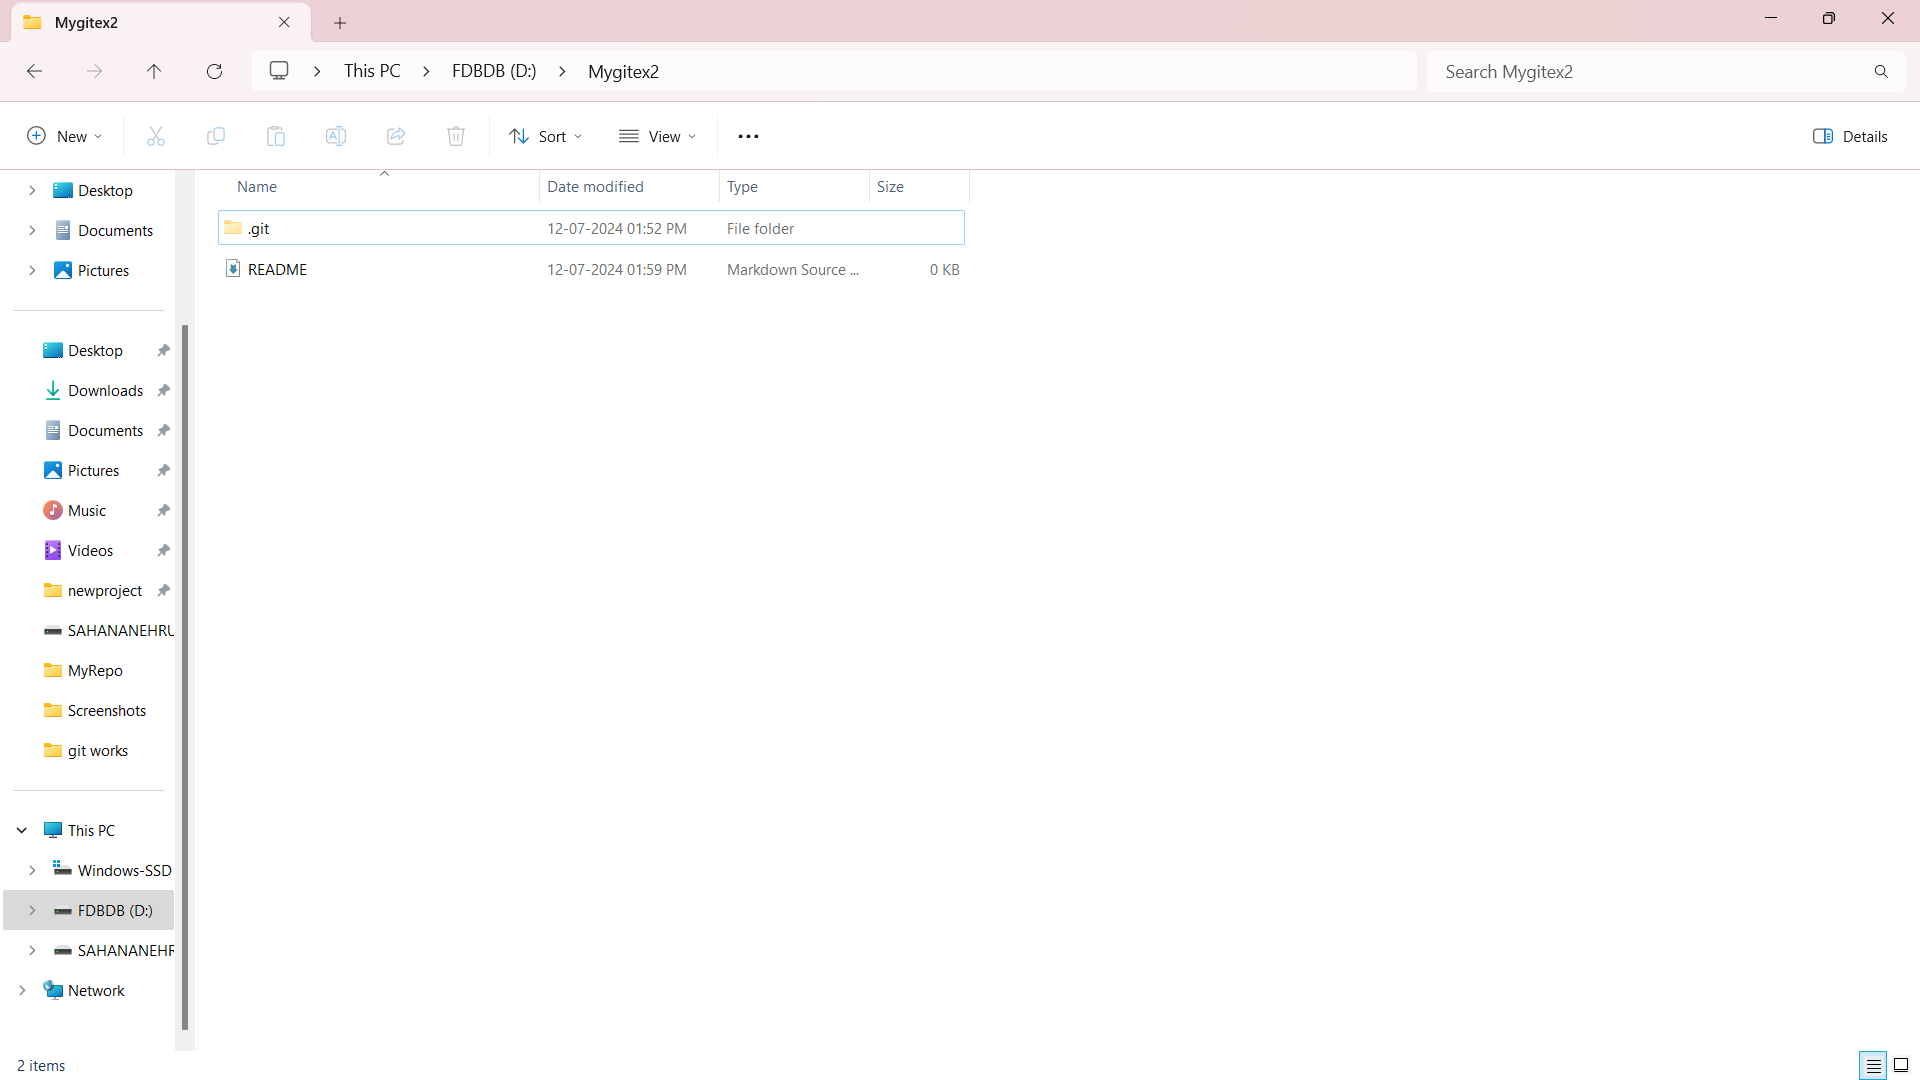 Mygitex2
This PC
FDBDB (D:)
Mygitex2
Search Mygitex2
New
Sort
View
Details
Name
Date modified
Type
Size
.git 12-07-2024 01:52 PM File folder
README 12-07-2024 01:59 PM Markdown Source ... 0 KB
Desktop
Documents
Pictures
Desktop
Downloads
Documents
Pictures
Music
Videos
newproject
SAHANANEHRU
MyRepo
Screenshots
git works
This PC
Windows-SSD
FDBDB (D:)
SAHANANEHR
Network
2 items